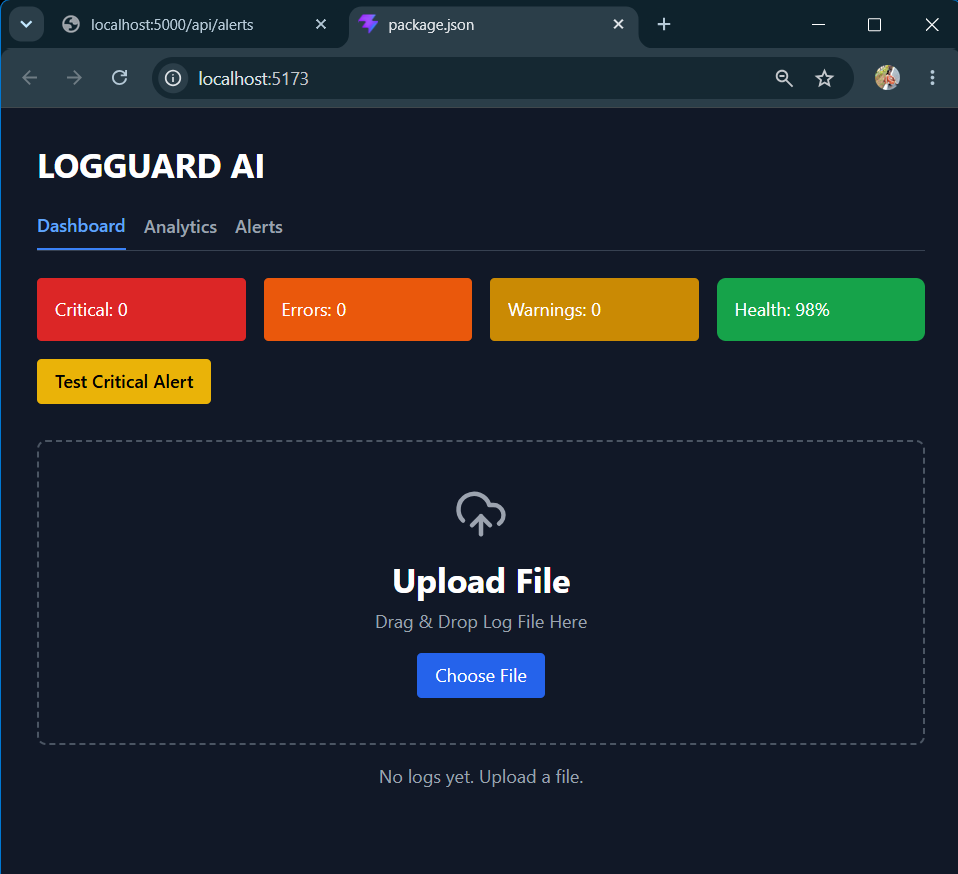 localhost:5000/api/alerts
package.json
localhost:5173
LOGGUARD AI
Dashboard Analytics Alerts
Critical: 0 Errors: 0 Warnings: 0 Health: 98%
Test Critical Alert
Upload File
Drag & Drop Log File Here
Choose File
No logs yet. Upload a file.